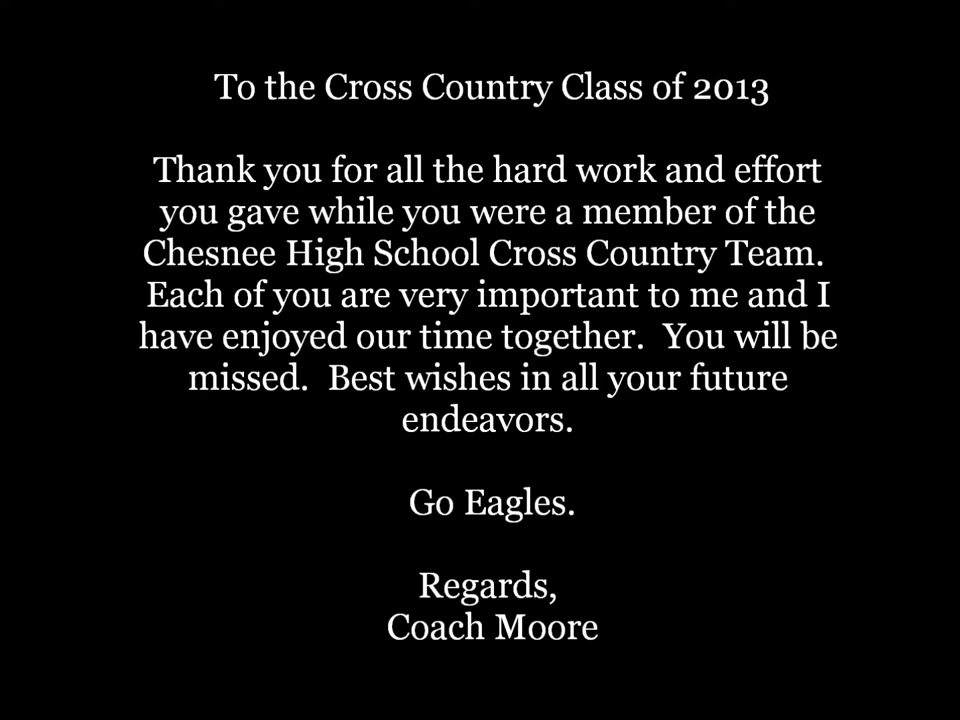 To the Cross Country Class of 2013
Thank you for all the hard work and effort
you gave while you were a member of the
Chesnee High School Cross Country Team.
Each of you are very important to me and I
have enjoyed our time together.  You will be
missed.  Best wishes in all your future
endeavors.
Go Eagles.
Regards,
Coach Moore